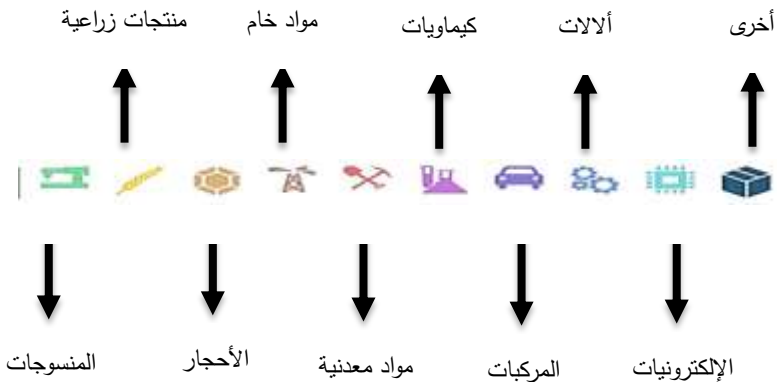 أخرى
ألالات
كيماويات
مواد خام
منتجات زراعية
الإلكترونيات
المركبات
مواد معدنية
الأحجار
المنسوجات